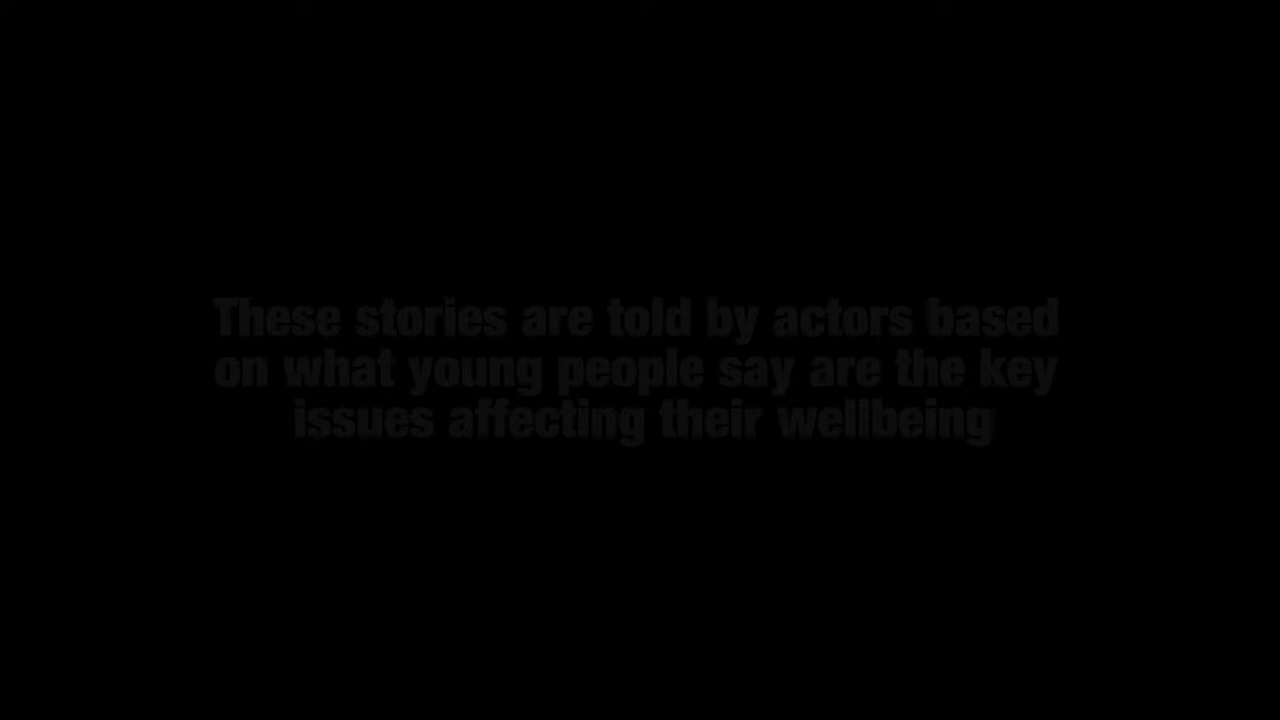 These stories are told by actors based
on what young people say are the key
issues affecting their wellbeing